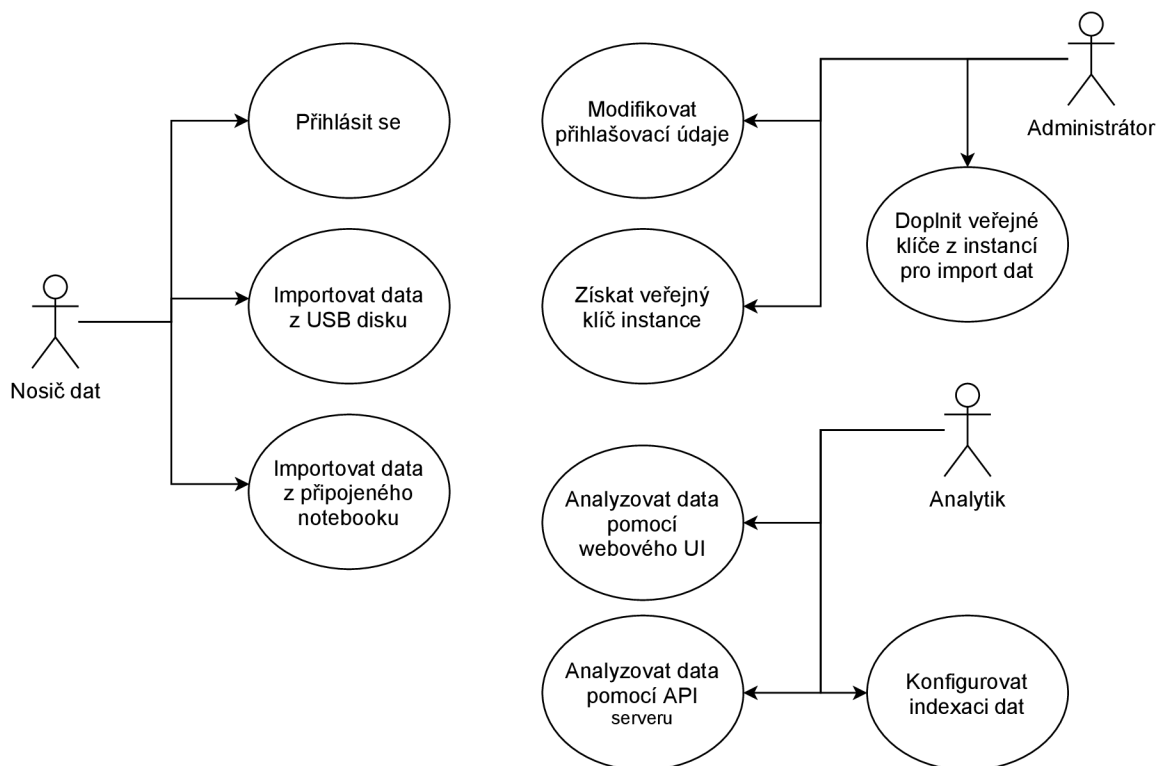 Přihlásit se
Importovat data
z USB disku
Nosič dat
Importovat data
z připojeného
notebooku
Modifikovat
přihlašovací údaje
Administrátor
Doplnit veřejné
klíče z instancí
pro import dat
Získat veřejný
klíč instance
Analytik
Analyzovat data
pomocí
webového UI
Analyzovat data
pomocí API
serveru
Konfigurovat
indexaci dat